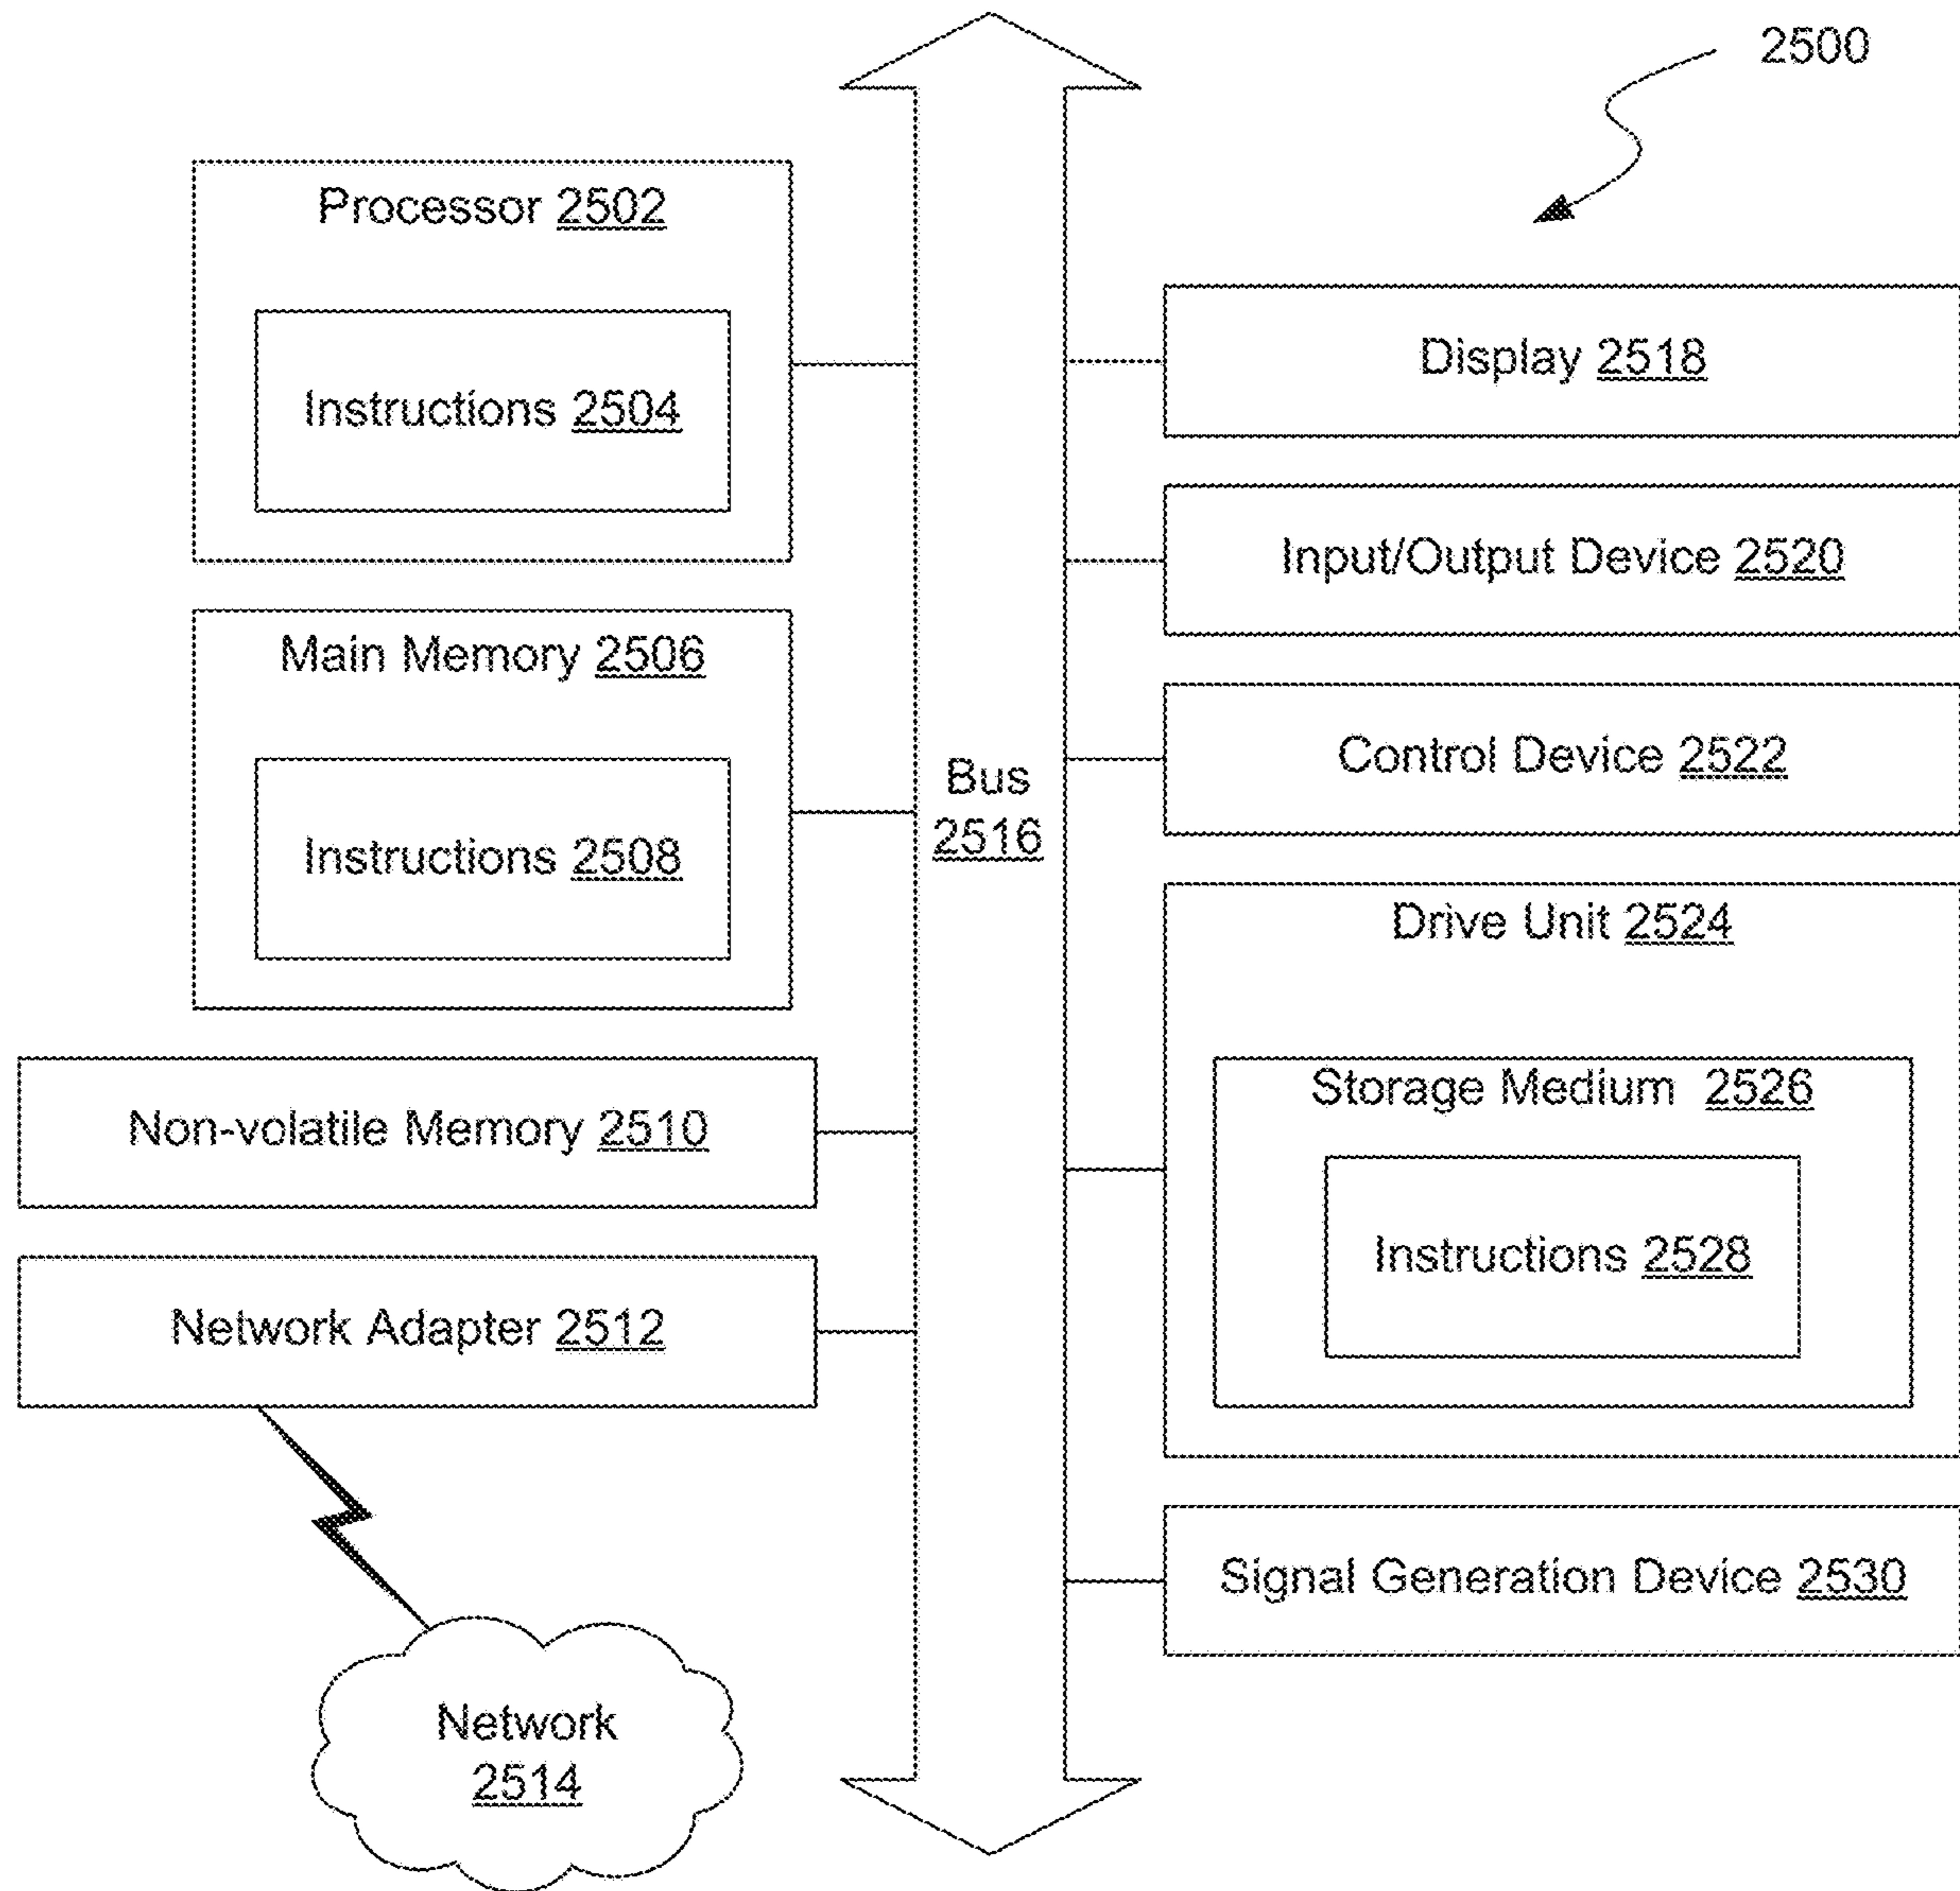 2500
Processor 2502
Instructions 2504
Main Memory 2506
Instructions 2508
Non-volatile Memory 2510
Network Adapter 2512
Network
2514
Bus
2516
Display 2518
Input/Output Device 2520
Control Device 2522
Drive Unit 2524
Storage Medium 2526
Instructions 2528
Signal Generation Device 2530